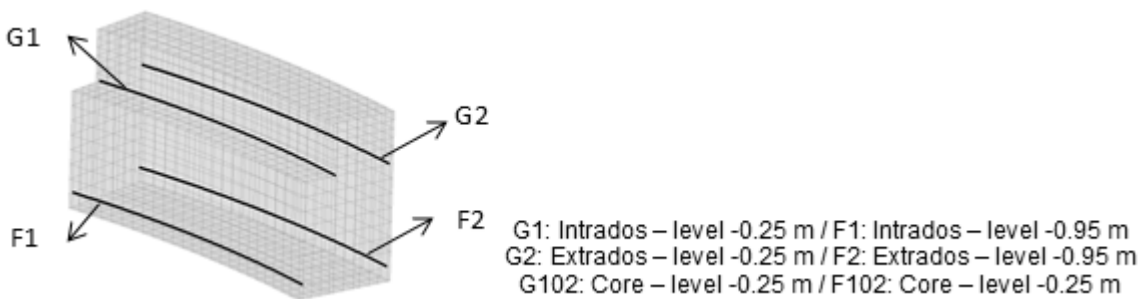 G1
G2
F1
F2
G1: Intrados – level -0.25 m / F1: Intrados – level -0.95 m
G2: Extrados – level -0.25 m / F2: Extrados – level -0.95 m
G102: Core – level -0.25 m / F102: Core – level -0.25 m